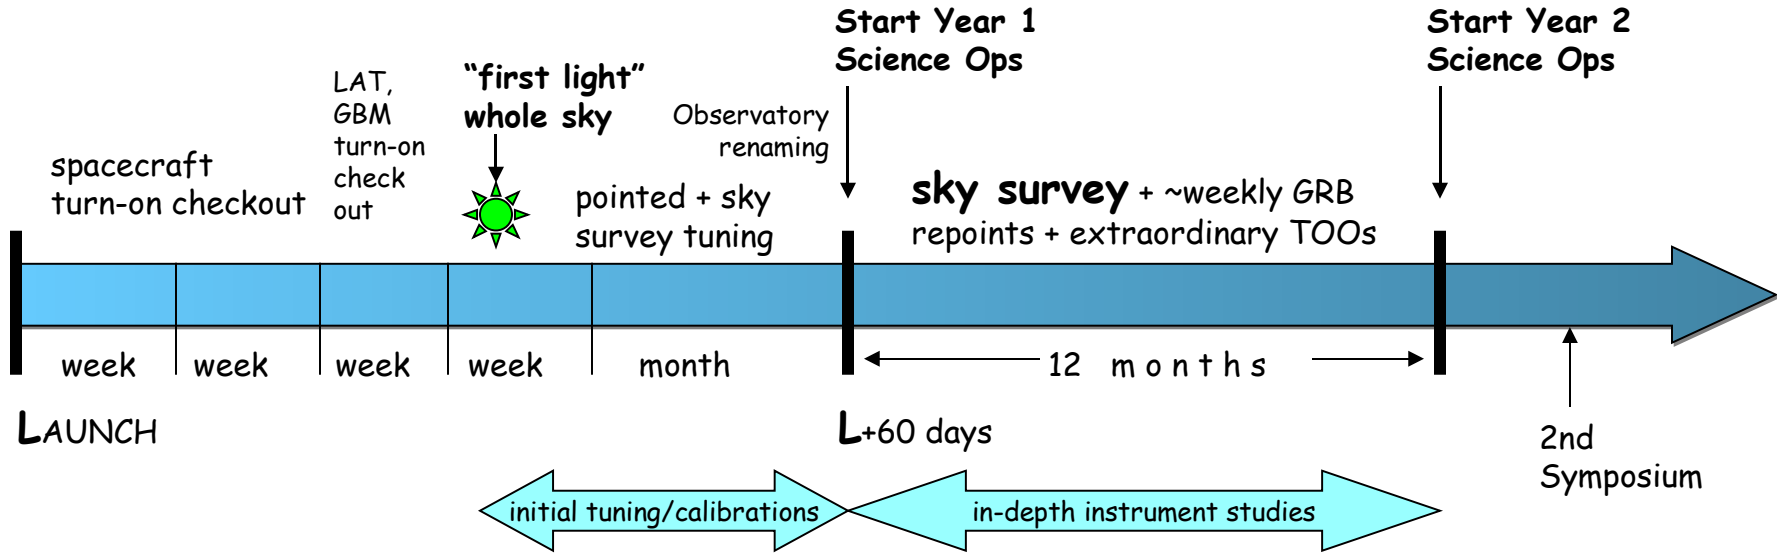 Start Year 1
Science Ops
Start Year 2
Science Ops
LAT,
GBM
turn-on
check
out
“first light”
whole sky
Observatory
renaming
spacecraft
turn-on checkout
pointed + sky
survey tuning
sky survey + ~weekly GRB
repoints + extraordinary TOOs
week
week
week
week
month
12 months
LAUNCH
L+60 days
2nd
Symposium
initial tuning/calibrations
in-depth instrument studies